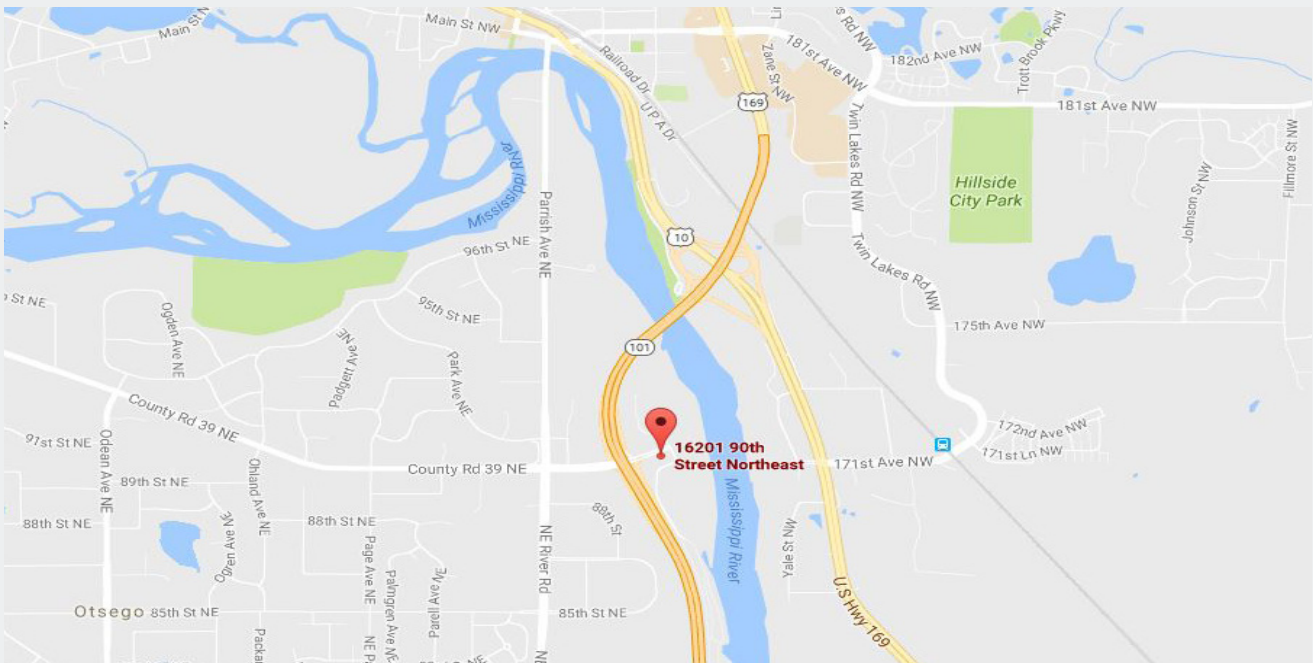 Main St N
Main St NW
Railroad Dr
U P A Dr
Zane St NW
181st Ave NW
Twin Lakes Rd NW
182nd Ave NW
Trott Brook Pkwy
169
181st Ave NW
Twin Lakes Rd NW
Hillside
City Park
Johnson St NW
Fillmore St NW
Mississippi River
Parrish Ave NE
96th St NE
10
Twin Lakes Rd NW
St NE
Ogden Ave NE
95th St NE
Padgett Ave NE
Park Ave NE
101
175th Ave NW
County Rd 39 NE
91st St NE
Odean Ave NE
Ohland Ave NE
County Rd 39 NE
16201 90th
Street Northeast
171st Ave NW
172nd Ave NW
171st Ln NW
89th St NE
88th St NE
Ogren Ave NE
88th St NE
Page Ave NE
Palmgren Ave NE
88th St
NE River Rd
Mississippi River
Yale St NW
U.S Hwy 169
Otsego
85th St NE
85th St NE
NE